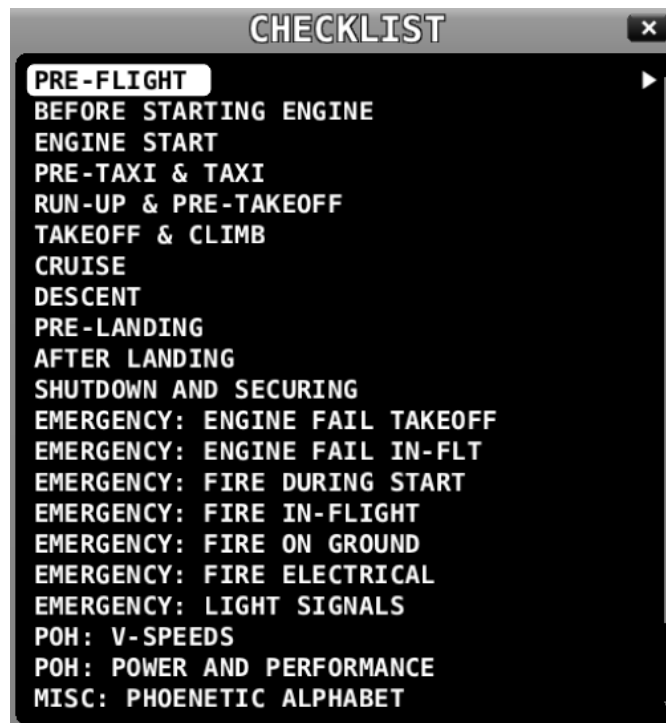 CHECKLIST
PRE-FLIGHT
BEFORE STARTING ENGINE
ENGINE START
PRE-TAXI & TAXI
RUN-UP & PRE-TAKEOFF
TAKEOFF & CLIMB
CRUISE
DESCENT
PRE-LANDING
AFTER LANDING
SHUTDOWN AND SECURING
EMERGENCY: ENGINE FAIL TAKEOFF
EMERGENCY: ENGINE FAIL IN-FLT
EMERGENCY: FIRE DURING START
EMERGENCY: FIRE IN-FLIGHT
EMERGENCY: FIRE ON GROUND
EMERGENCY: FIRE ELECTRICAL
EMERGENCY: LIGHT SIGNALS
POH: V-SPEEDS
POH: POWER AND PERFORMANCE
MISC: PHOENETIC ALPHABET